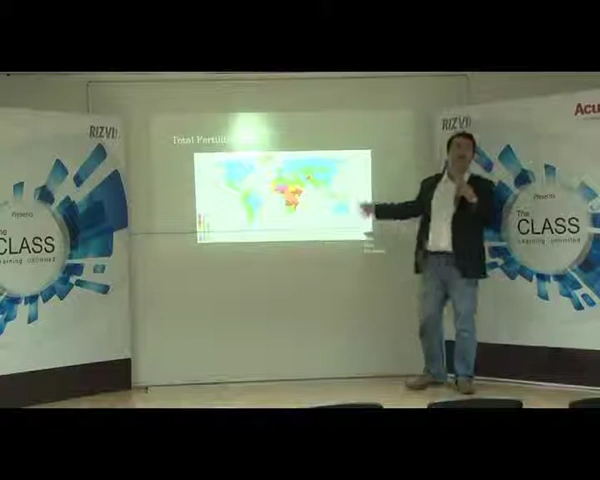 RIZVI
Presents
The
CLASS
Learning unlimited
Total Fertility
RIZVI
Acu
Presents
The
CLASS
Learning unlimited